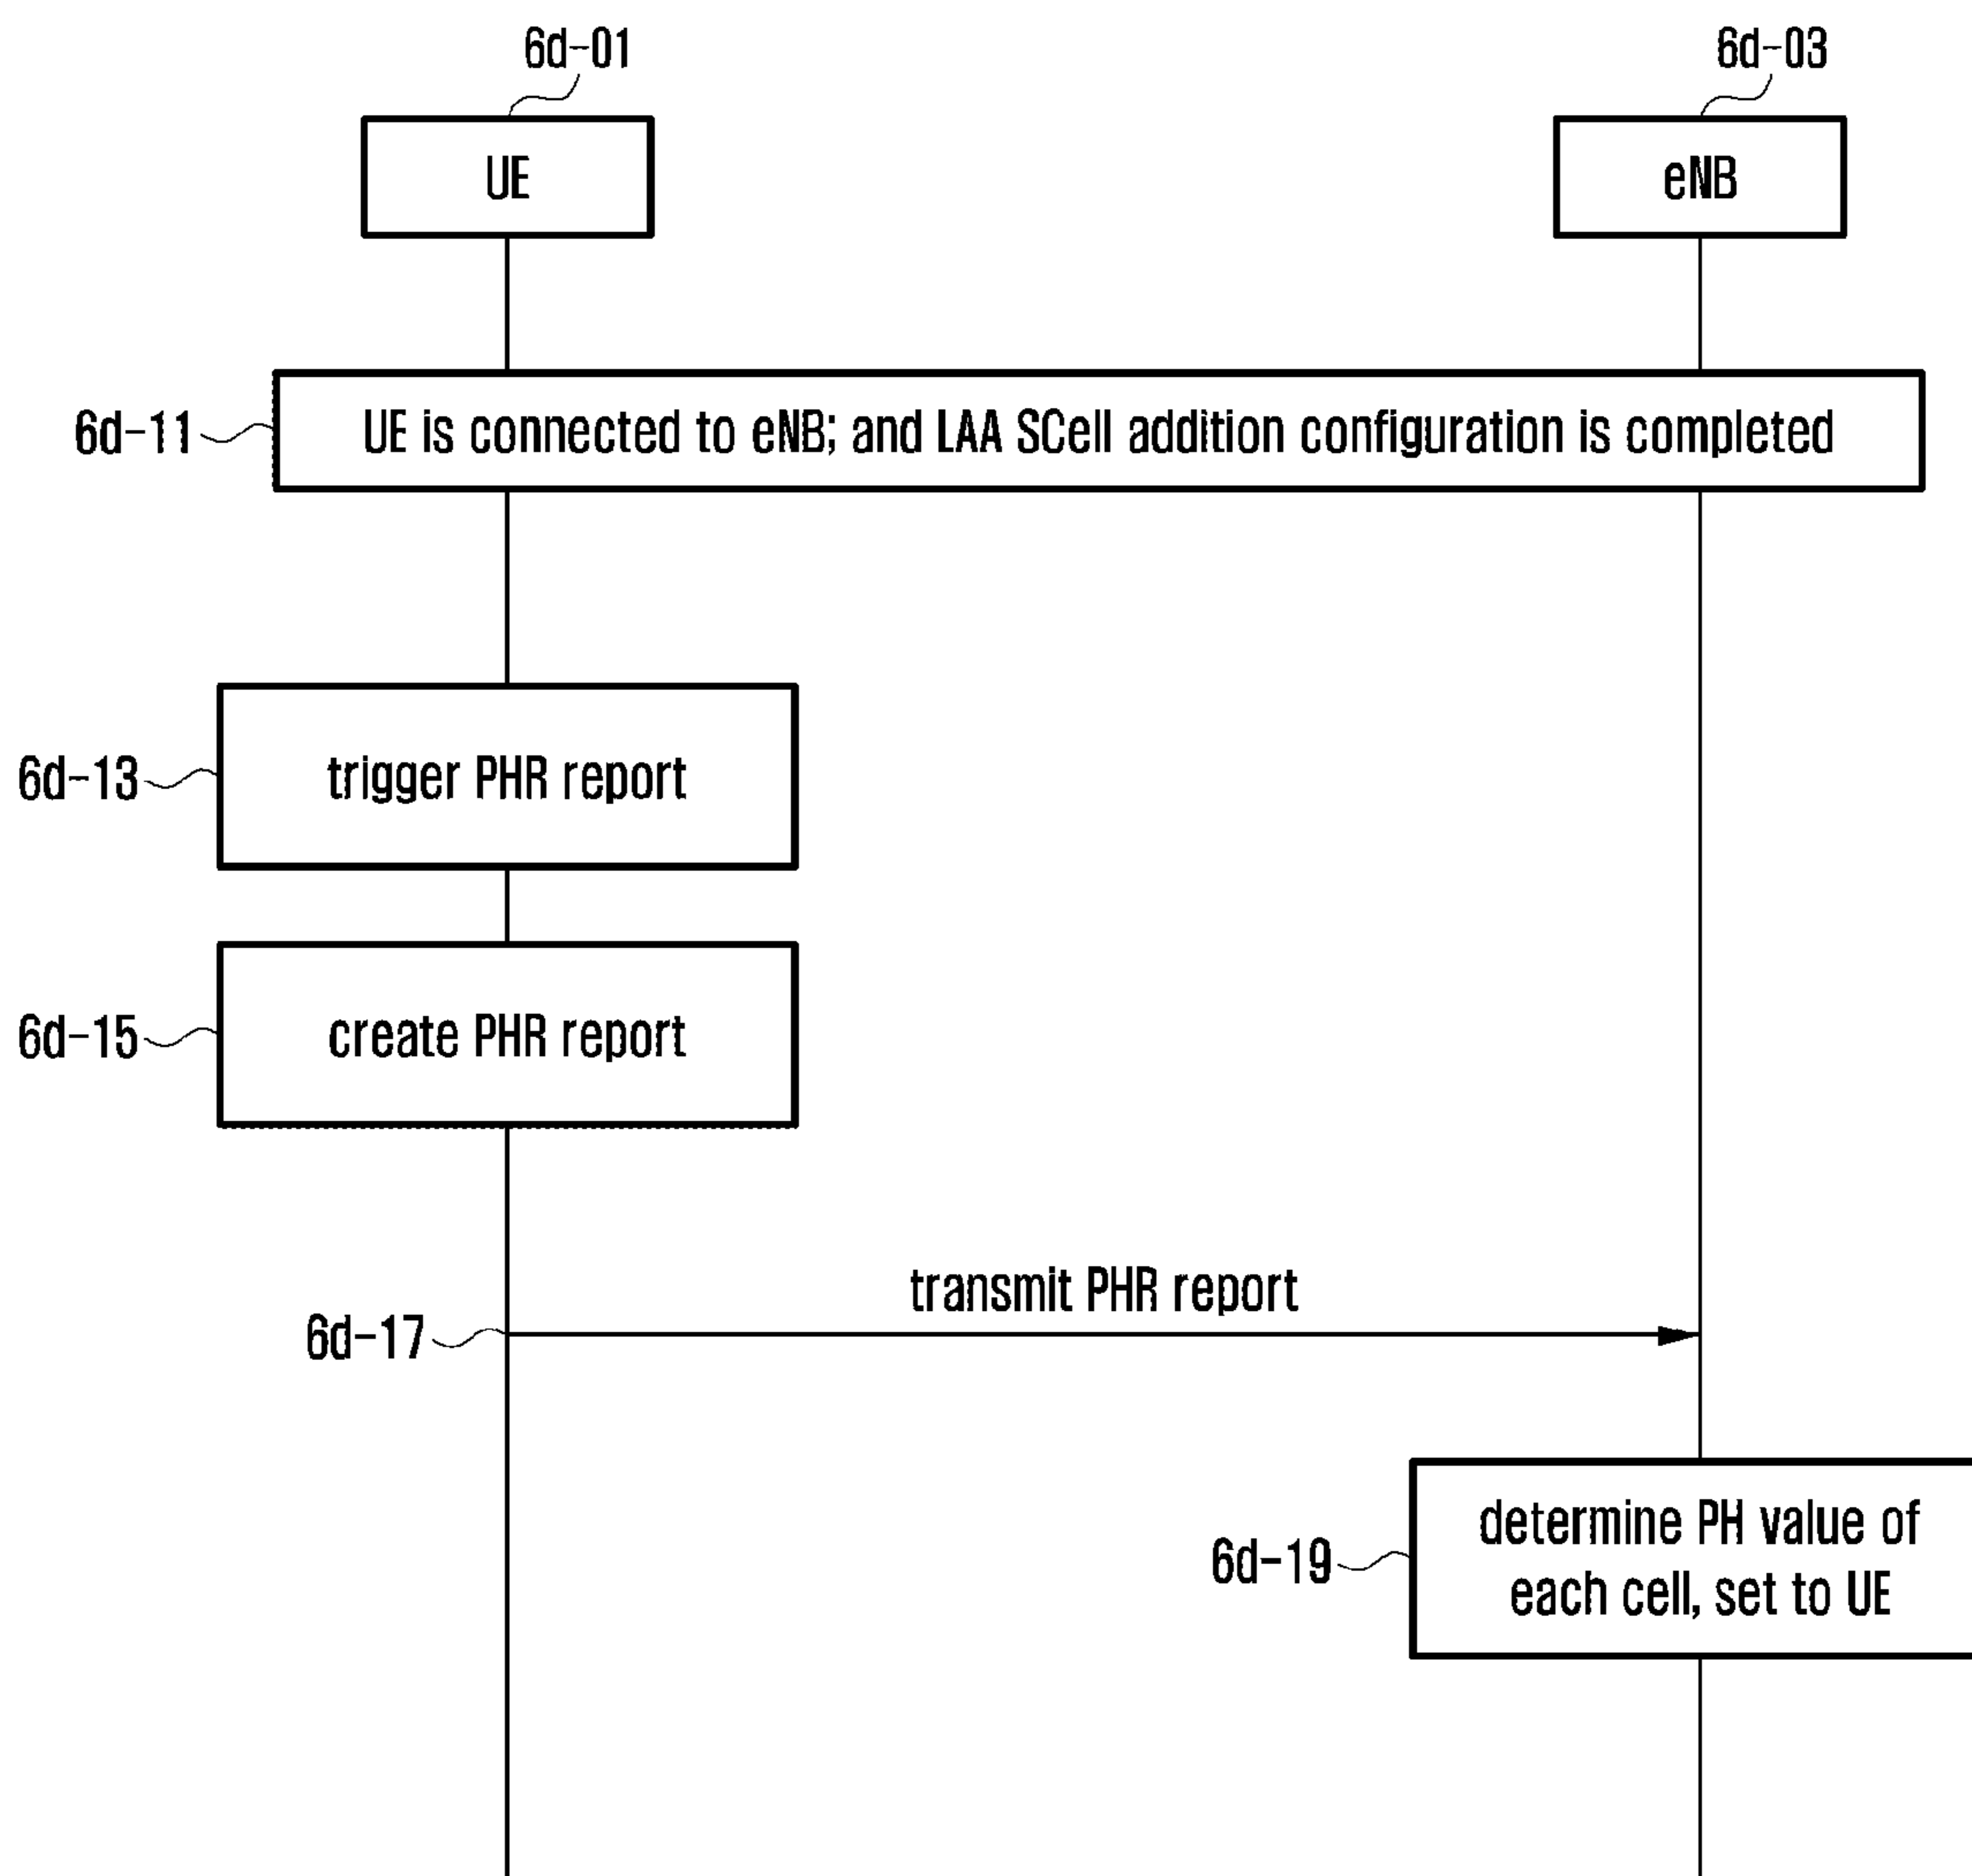 6d-01
6d-03
UE
eNB
6d-11
UE is connected to eNB; and LAA SCell addition configuration is completed
6d-13
trigger PHR report
6d-15
create PHR report
transmit PHR report
6d-17
determine PH value of
each cell, set to UE
6d-19